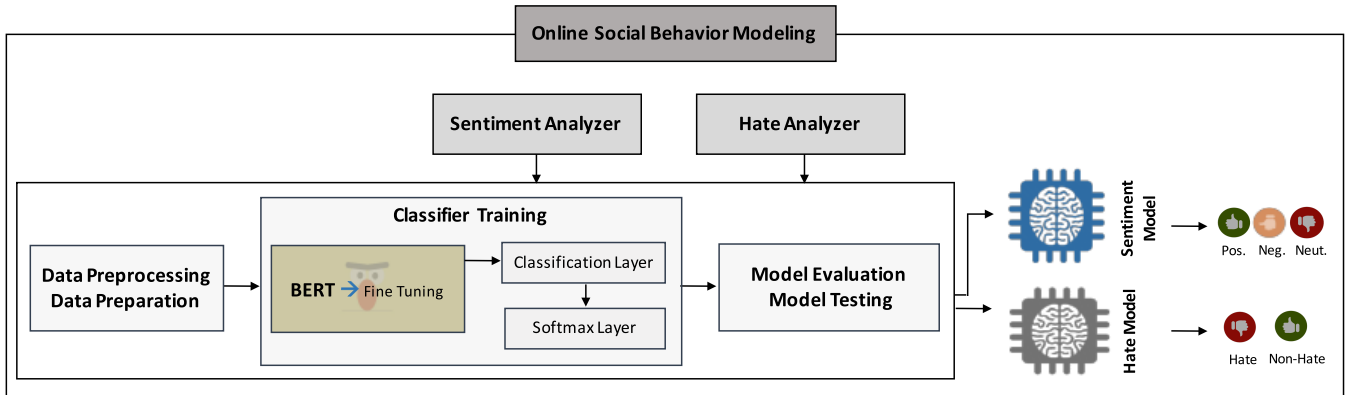 Online Social Behavior Modeling
Sentiment Analyzer
Hate Analyzer
Classifier Training
Data Preprocessing
Data Preparation
BERT
Fine Tuning
Classification Layer
Softmax Layer
Model Evaluation
Model Testing
Sentiment
Model
Pos.
Neg.
Neut.
Hate Model
Hate
Non-Hate